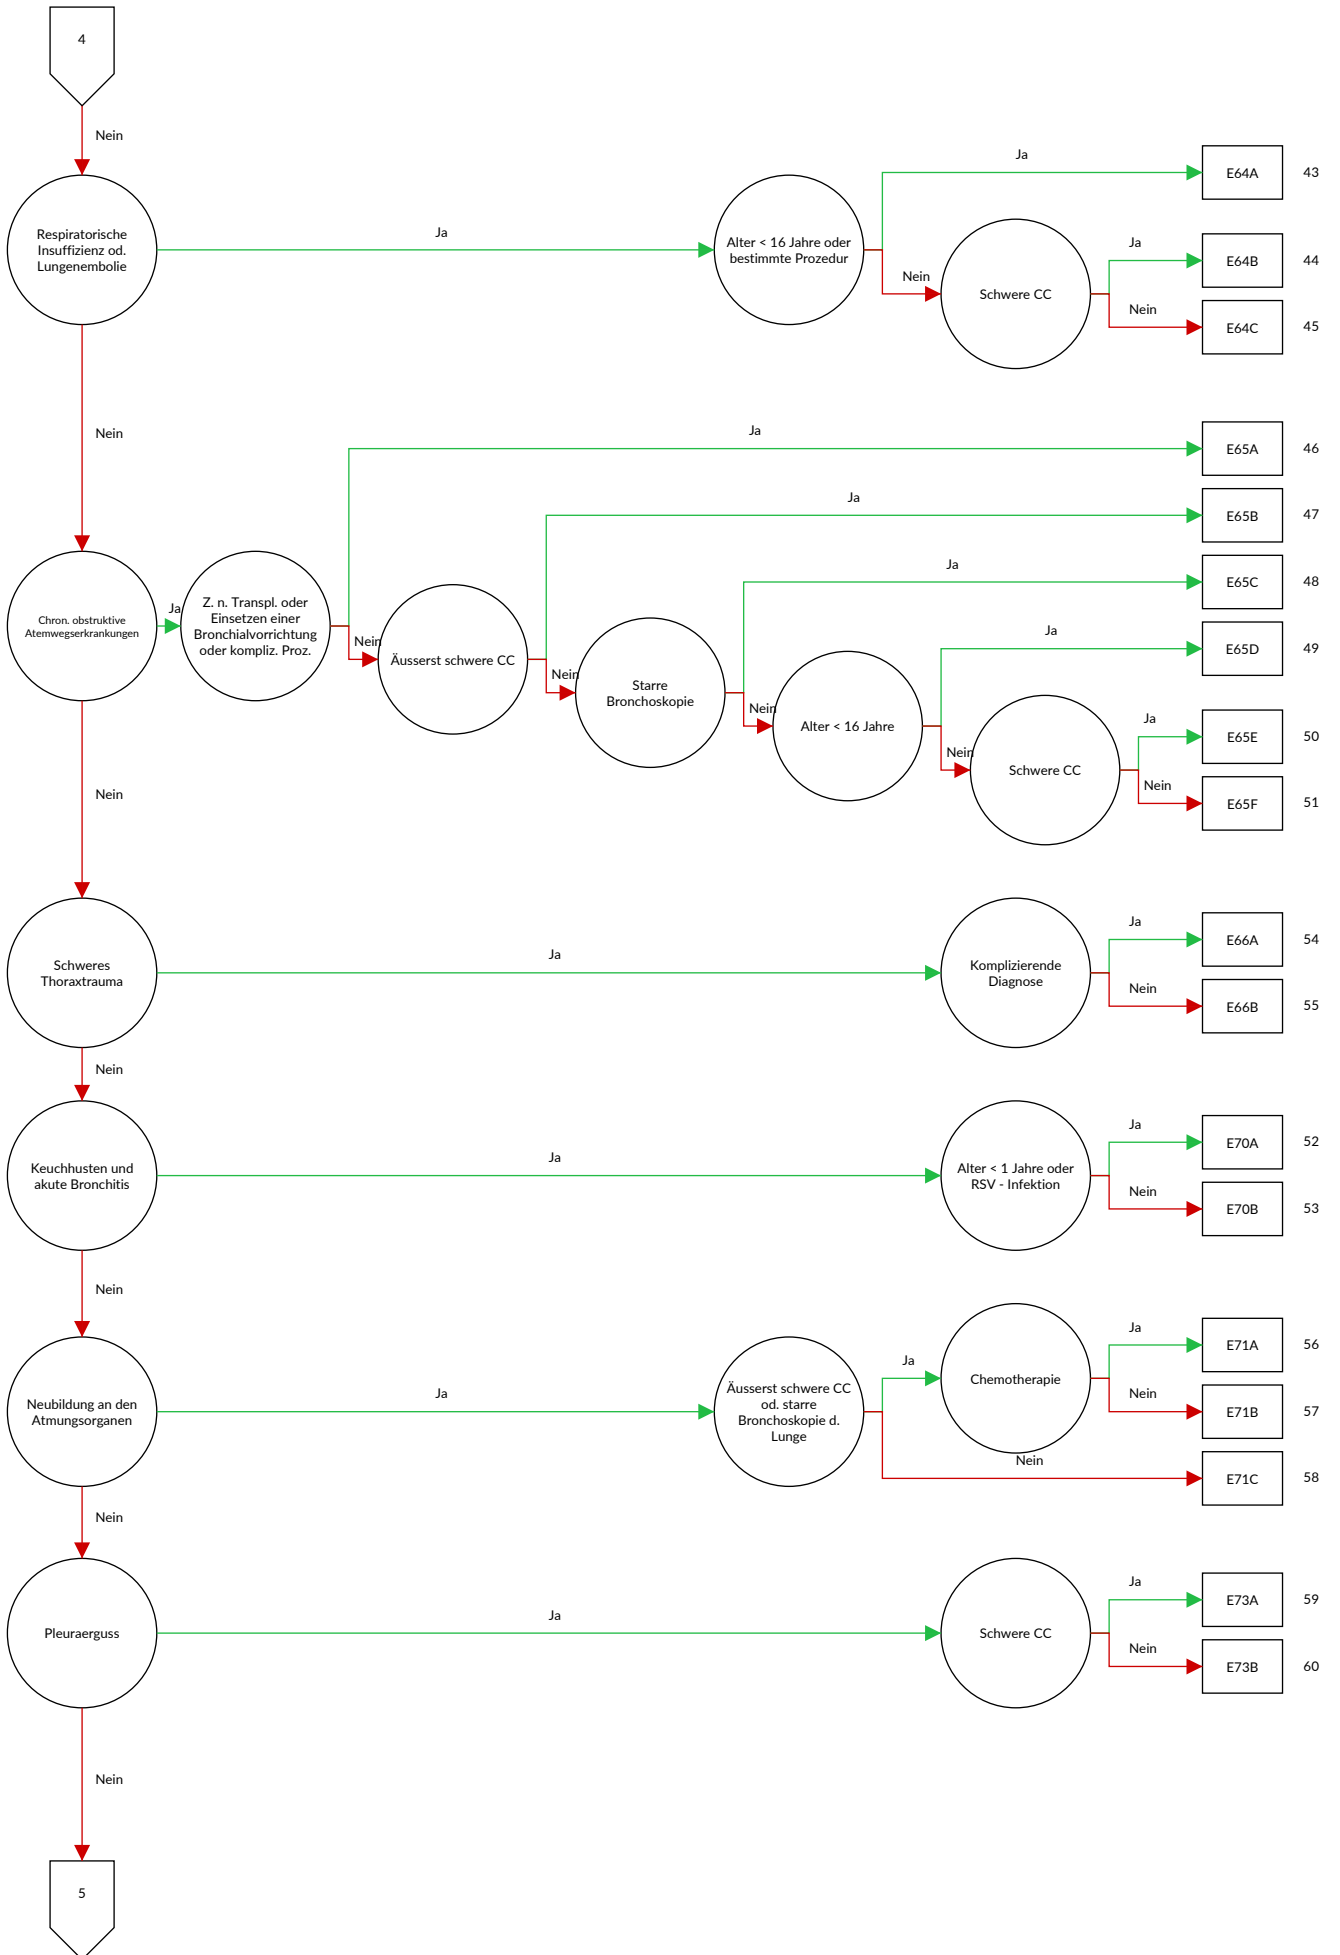 4
Nein
Ja
E64A
43
Respiratorische
Insuffizienz od.
Lungenembolie
Ja
Alter < 16 Jahre oder
bestimmte Prozedur
Nein
Schwere CC
Ja
E64B
44
Nein
E64C
45
Nein
Ja
E65A
46
Ja
E65B
47
Ja
E65C
48
Chron. obstruktive
Atemwegserkrankungen
Ja
Z. n. Transpl. oder
Einsetzen einer
Bronchialvorrichtung
oder kompliz. Proz.
Nein
Äusserst schwere CC
Nein
Starre
Bronchoskopie
Nein
Alter < 16 Jahre
Ja
E65D
49
Nein
Schwere CC
Ja
E65E
50
Nein
E65F
51
Nein
Schweres
Thoraxtrauma
Ja
Komplizierende
Diagnose
Ja
E66A
54
Nein
E66B
55
Nein
Keuchhusten und
akute Bronchitis
Ja
Alter < 1 Jahre oder
RSV - Infektion
Ja
E70A
52
Nein
E70B
53
Nein
Neubildung an den
Atmungsorganen
Ja
Äusserst schwere CC
od. starre
Bronchoskopie d.
Lunge
Ja
Chemotherapie
Ja
E71A
56
Nein
E71B
57
Nein
E71C
58
Nein
Pleuraerguss
Ja
Schwere CC
Ja
E73A
59
Nein
E73B
60
Nein
5